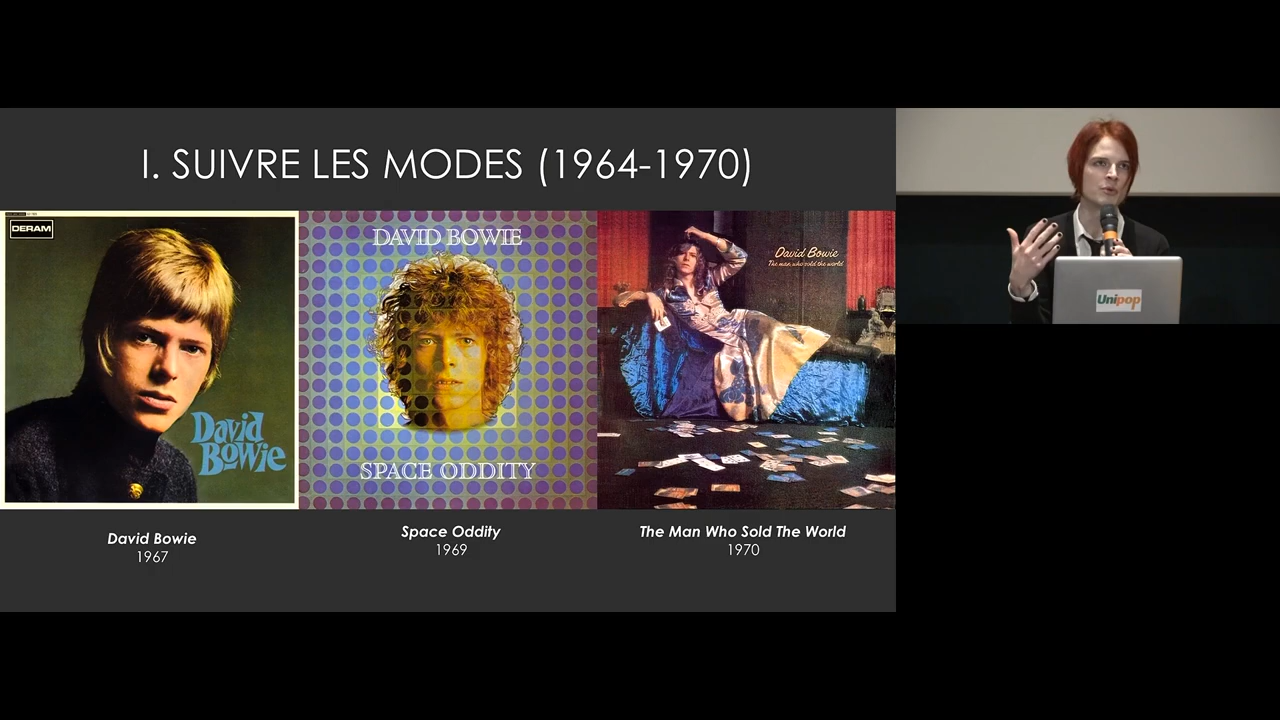 I. SUIVRE LES MODES (1964-1970)
DERAM
David
Bowie
DAVID BOWIE
SPACE ODDITY
David Bowie
The man who sold the world
David Bowie
1967
Space Oddity
1969
The Man Who Sold The World
1970
Unipop